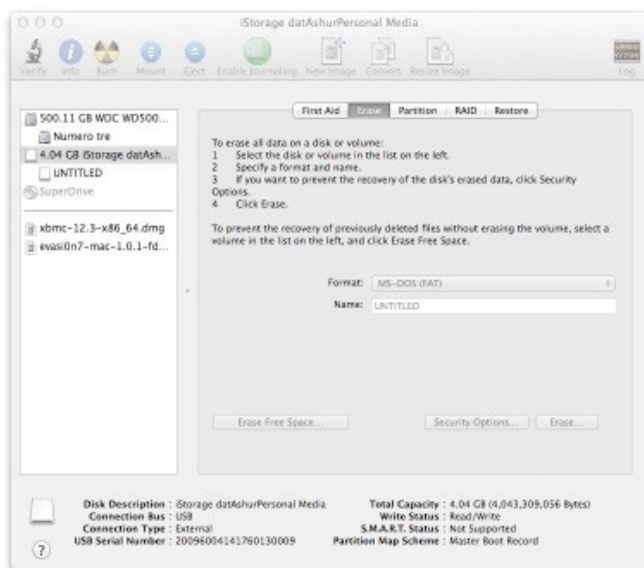 iStorage datAshurPersonal Media
Verify Info Burn Mount Eject Enable Journaling New Image Convert Resize Image Log
500.11 GB WDC WD500...
Numero tre
4.04 GB iStorage datAsh...
UNTITLED
SuperDrive
xbmc-12.3-x86_64.dmg
evasi0n7-mac-1.0.1-fd...
First Aid Erase Partition RAID Restore
To erase all data on a disk or volume:
1 Select the disk or volume in the list on the left.
2 Specify a format and name.
3 If you want to prevent the recovery of the disk's erased data, click Security
Options.
4 Click Erase.
To prevent the recovery of previously deleted files without erasing the volume, select a
volume in the list on the left, and click Erase Free Space.
Format: MS-DOS (FAT)
Name: UNTITLED
Erase Free Space... Security Options... Erase...
Disk Description : iStorage datAshurPersonal Media
Connection Bus : USB
Connection Type : External
USB Serial Number : 20096004141760130009
Total Capacity : 4.04 GB (4,043,309,056 Bytes)
Write Status : Read/Write
S.M.A.R.T. Status : Not Supported
Partition Map Scheme : Master Boot Record
?